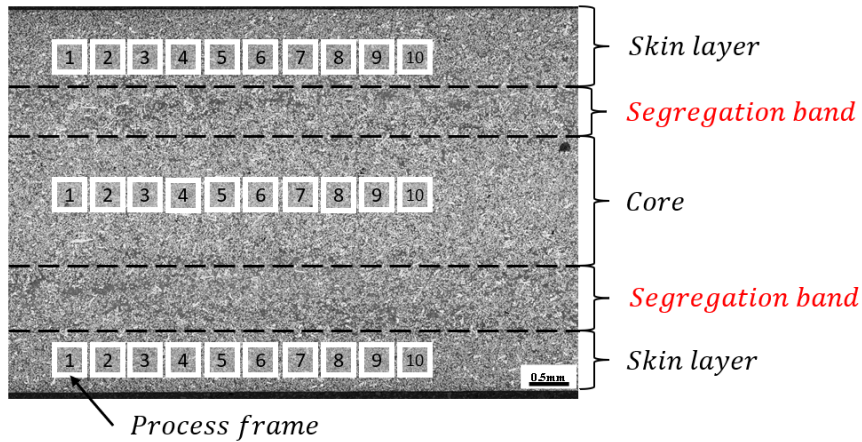 1 2 3 4 5 6 7 8 9 10
Skin layer
Segregation band
1 2 3 4 5 6 7 8 9 10
Core
Segregation band
1 2 3 4 5 6 7 8 9 10
Skin layer
0.5mm
Process frame